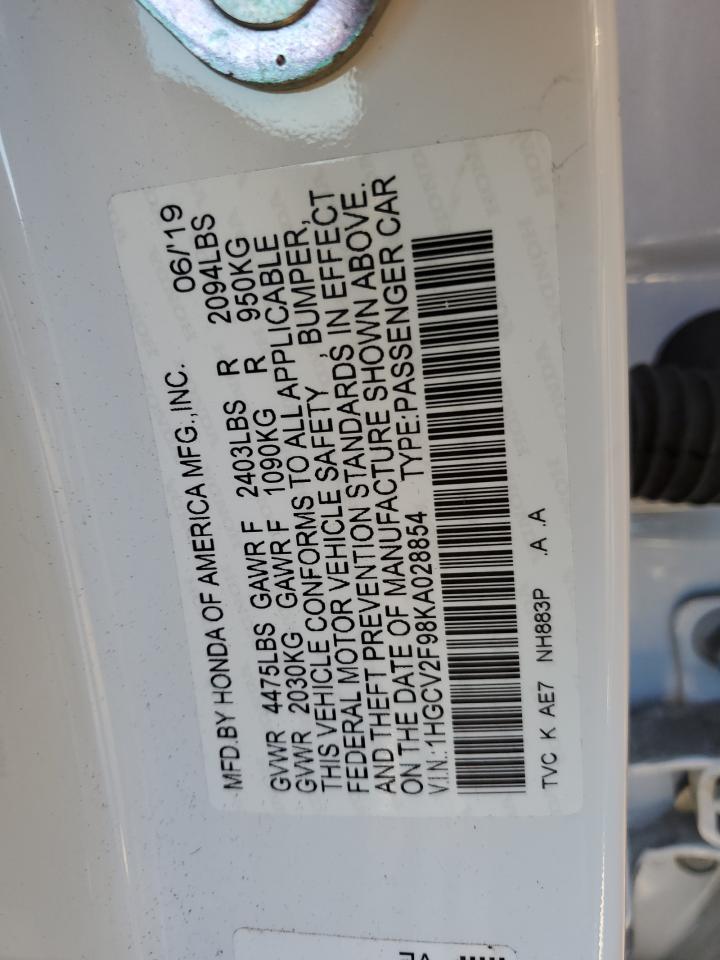 MFD.BY HONDA OF AMERICA MFG.,INC. 06/'19
GVWR 4475LBS GAWR F 2403LBS R 2094LBS
GVWR 2030KG GAWR F 1090KG R 950KG
THIS VEHICLE CONFORMS TO ALL APPLICABLE
FEDERAL MOTOR VEHICLE SAFETY , BUMPER,
AND THEFT PREVENTION STANDARDS IN EFFECT
ON THE DATE OF MANUFACTURE SHOWN ABOVE.
V.I.N.:1HGCV2F98KA028854 TYPE:PASSENGER CAR
TVC K AE7 NH883P .A .A